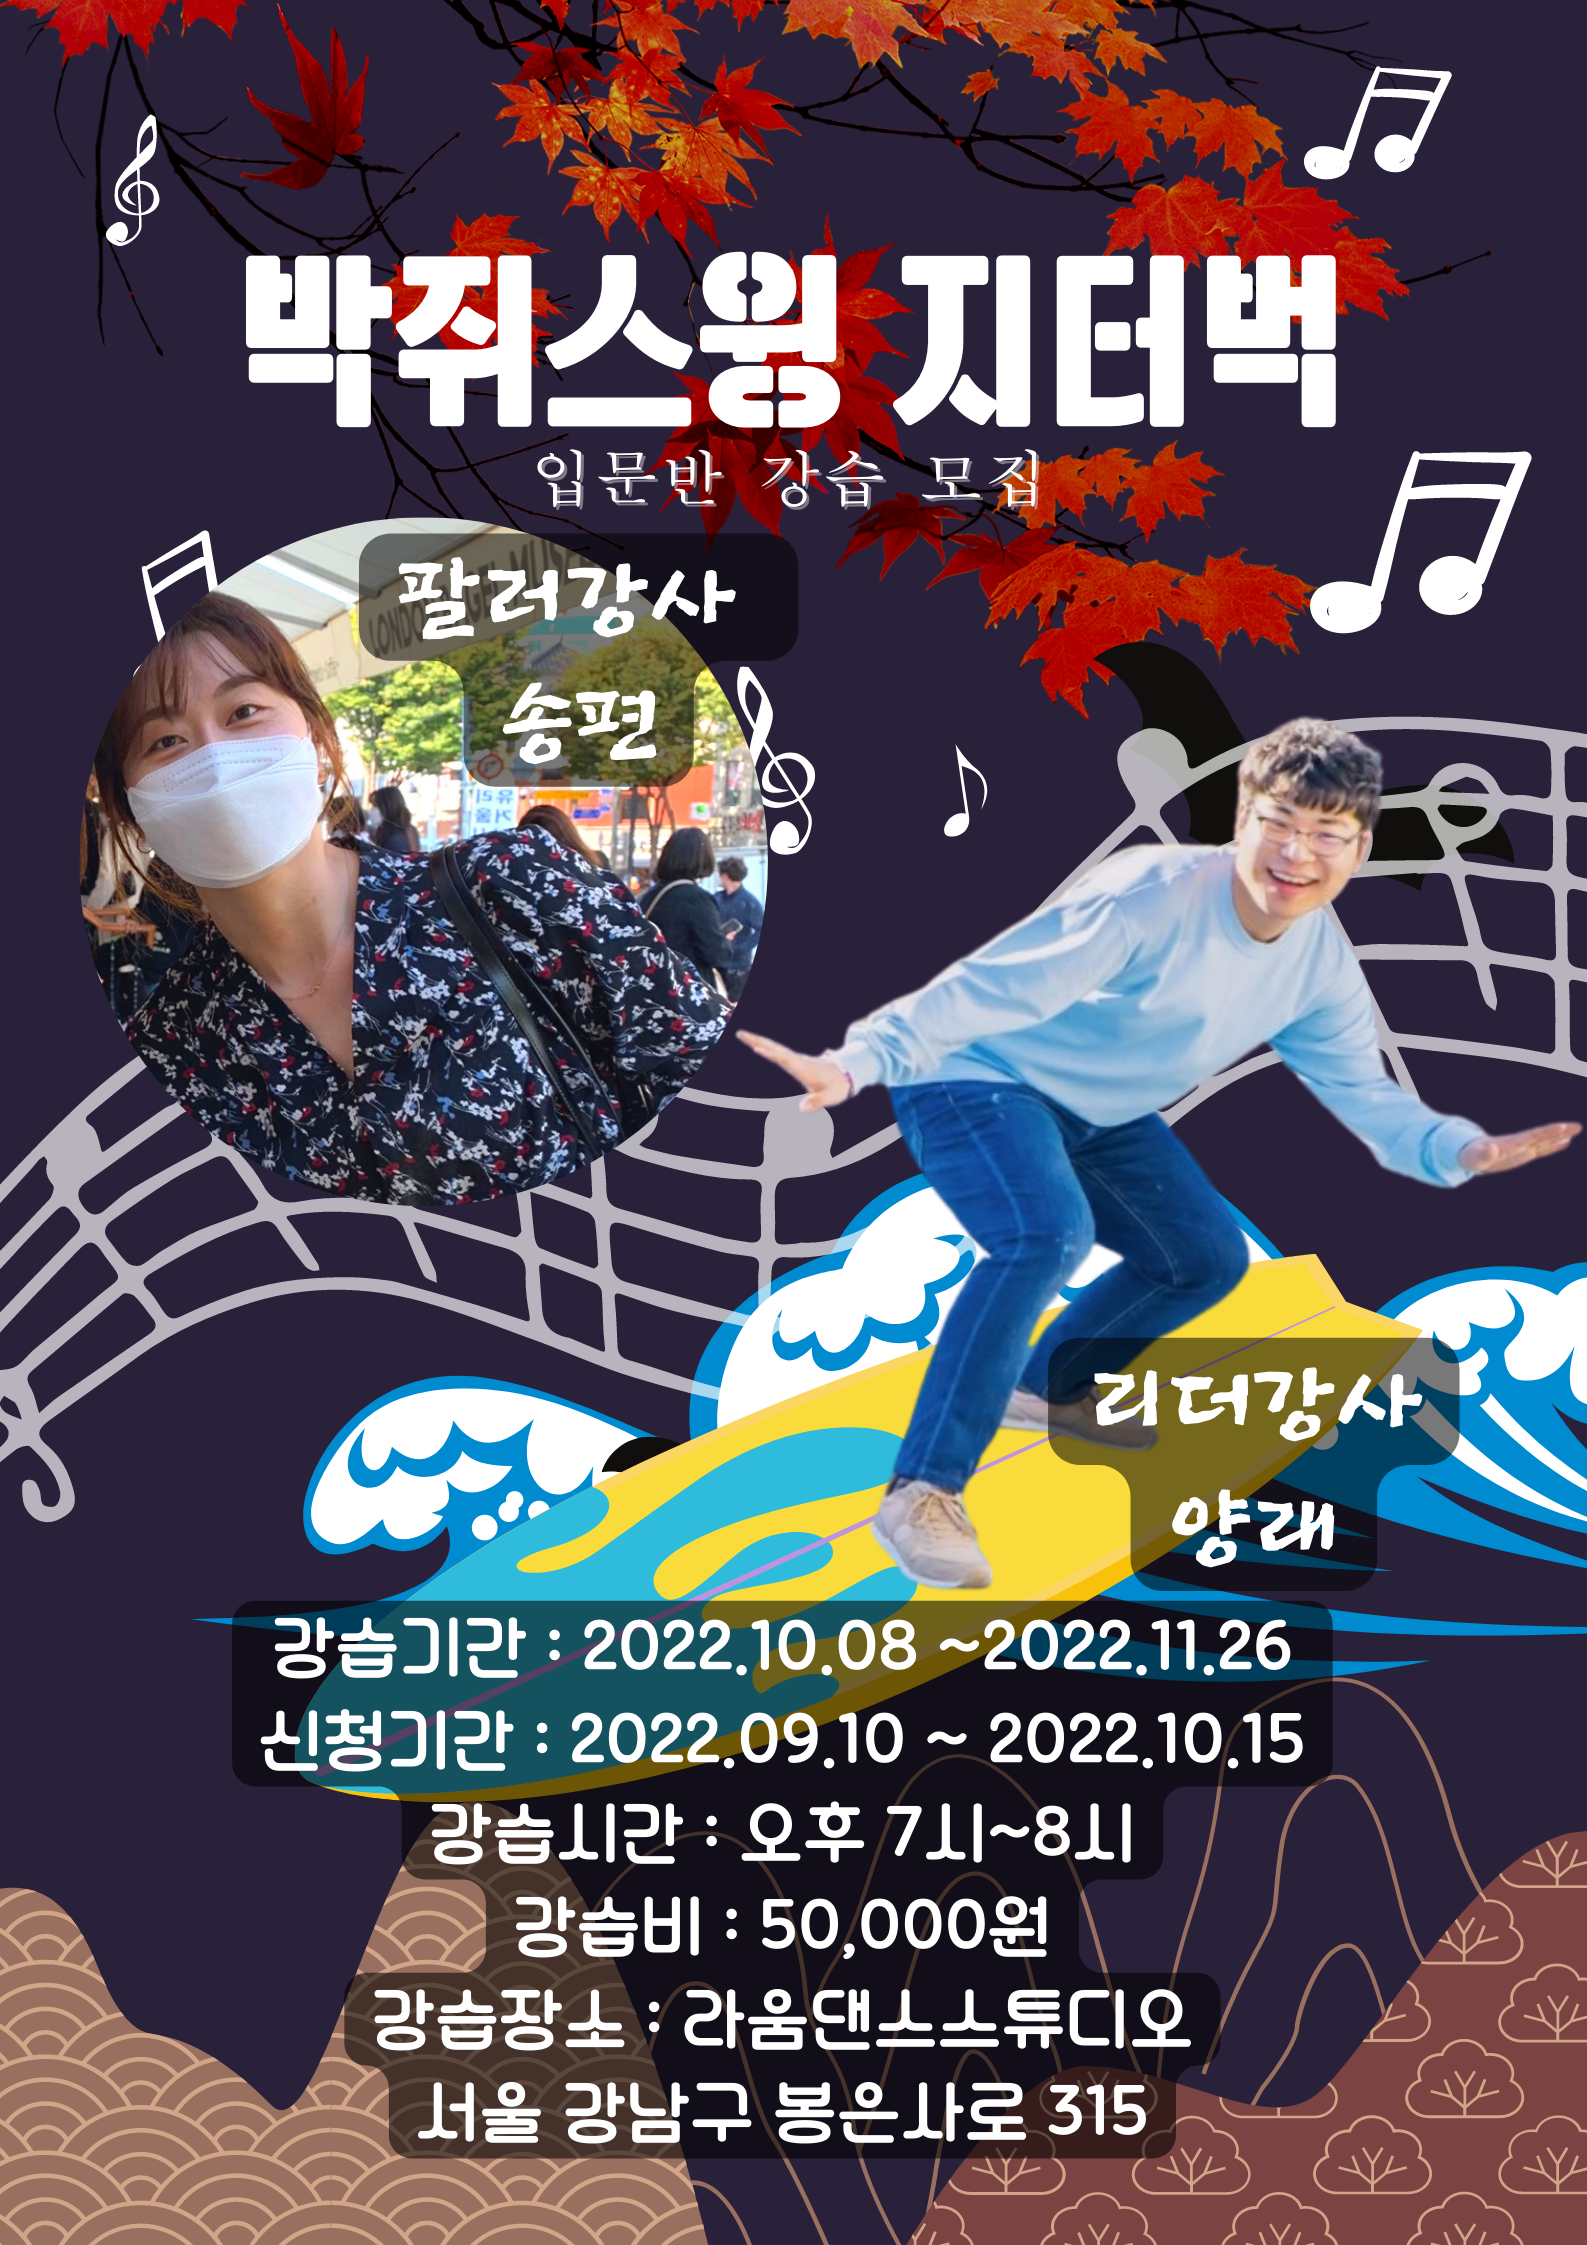 박쥐스윙 지터벅
입문반 강습 모집
팔러강사
송편
리더강사
양래
강습기간 : 2022.10.08 ~2022.11.26
신청기간 : 2022.09.10 ~ 2022.10.15
강습시간 : 오후 7시~8시
강습비 : 50,000원
강습장소 : 라움댄스스튜디오
서울 강남구 봉은사로 315